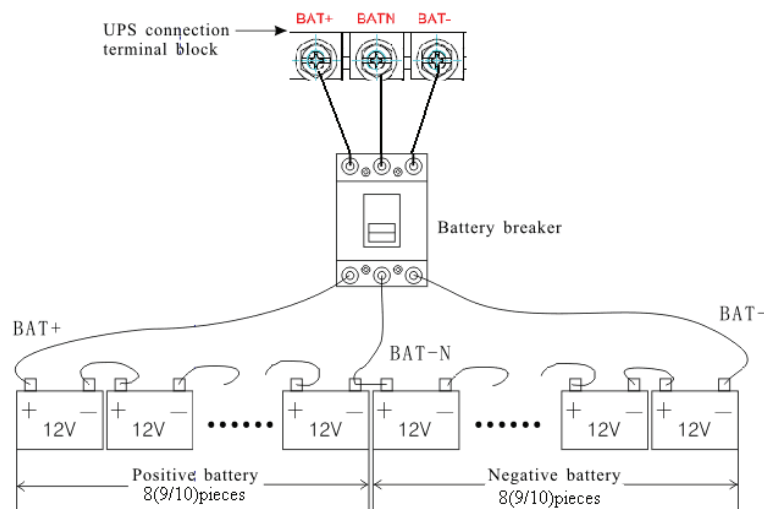 BAT+ BATN BAT-
UPS connection
terminal block
Battery breaker
BAT+
BAT-
BAT-N
+ − + − + − + − + − + −
12V 12V 12V 12V 12V 12V
Positive battery
8(9/10)pieces
Negative battery
8(9/10)pieces